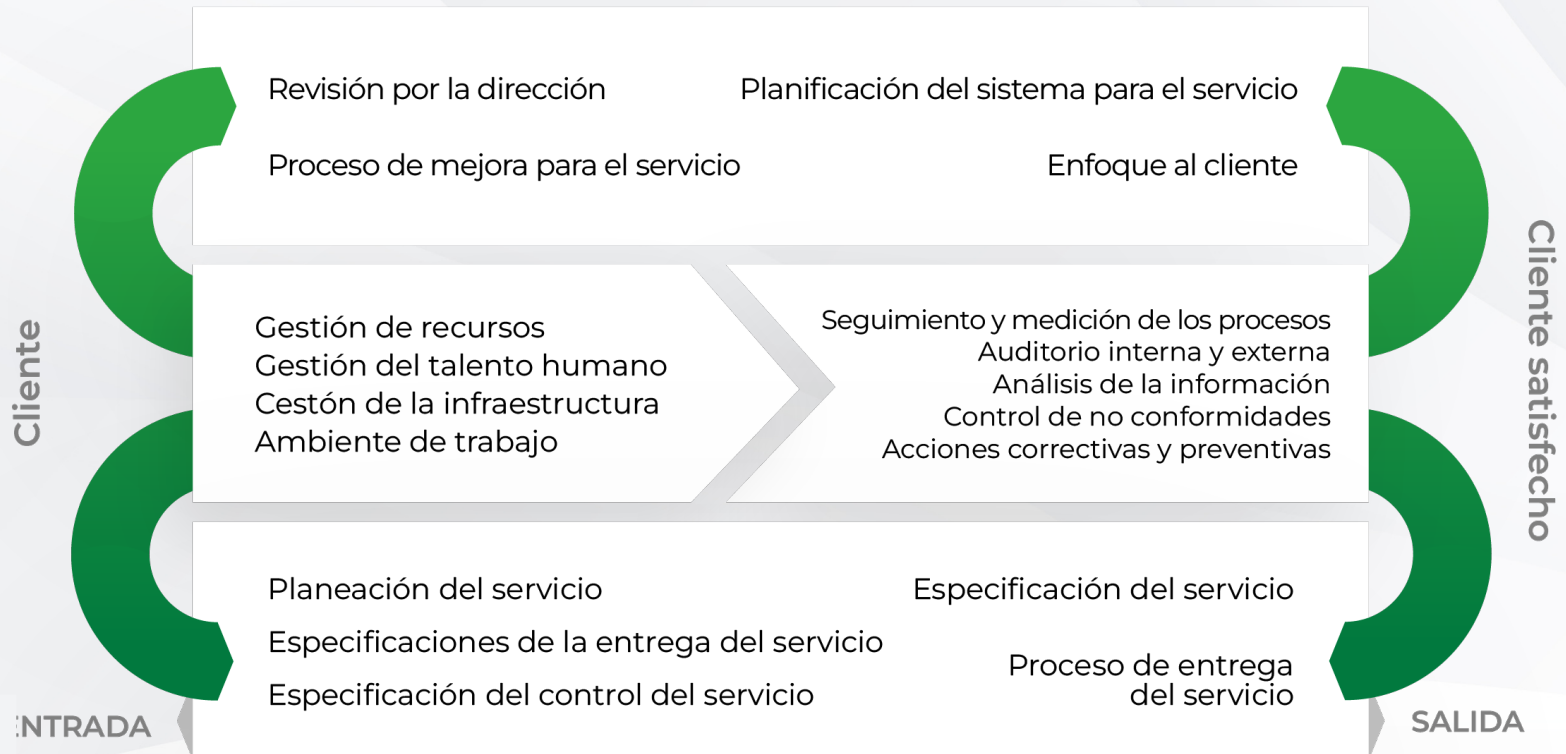 Revisión por la dirección
Planificación del sistema para el servicio
Proceso de mejora para el servicio
Enfoque al cliente
Cliente
Gestión de recursos
Gestión del talento humano
Cestón de la infraestructura
Ambiente de trabajo
Seguimiento y medición de los procesos
Auditorio interna y externa
Análisis de la información
Control de no conformidades
Acciones correctivas y preventivas
Cliente satisfecho
Planeación del servicio
Especificaciones de la entrega del servicio
Especificación del control del servicio
Especificación del servicio
Proceso de entrega
del servicio
ENTRADA
SALIDA